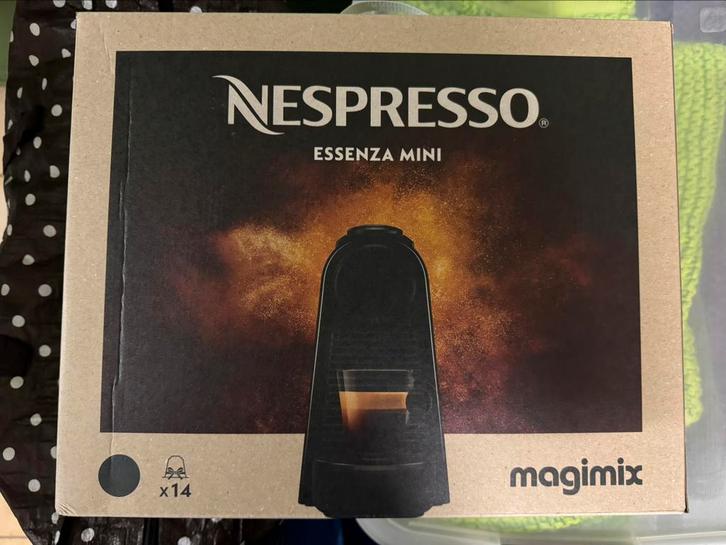 NESPRESSO®
ESSENZA MINI
x14
magimix